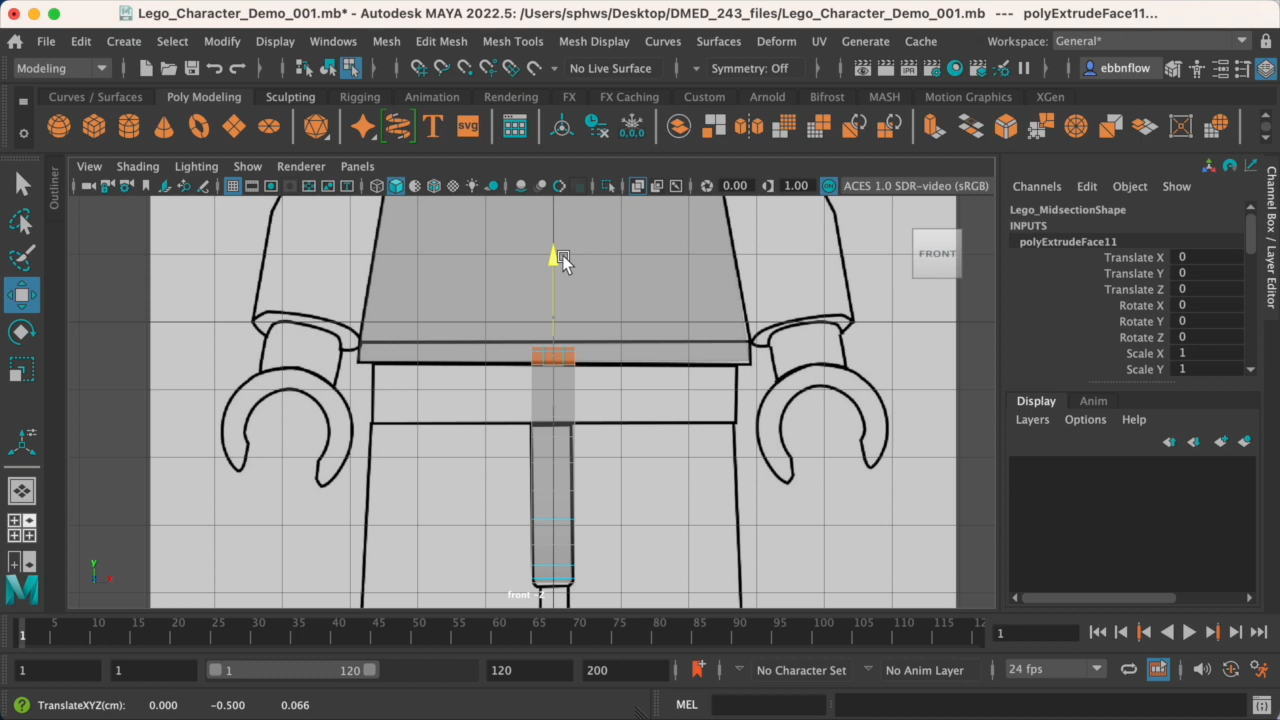 Lego_Character_Demo_001.mb* - Autodesk MAYA 2022.5: /Users/sphws/Desktop/DMED_243_files/Lego_Character_Demo_001.mb --- polyExtrudeFace11...
File Edit Create Select Modify Display Windows Mesh Edit Mesh Mesh Tools Mesh Display Curves Surfaces Deform UV Generate Cache Workspace: General*
Modeling No Live Surface Symmetry: Off ebbnflow
Curves / Surfaces Poly Modeling Sculpting Rigging Animation Rendering FX FX Caching Custom Arnold Bifrost MASH Motion Graphics XGen
T SVG 0,0,0
Outliner
View Shading Lighting Show Renderer Panels
0.00 1.00 ACES 1.0 SDR-video (sRGB)
FRONT
y
x
front -Z
Channels Edit Object Show
Lego_MidsectionShape
INPUTS
polyExtrudeFace11
Translate X 0
Translate Y 0
Translate Z 0
Rotate X 0
Rotate Y 0
Rotate Z 0
Scale X 1
Scale Y 1
Display Anim
Layers Options Help
Channel Box / Layer Editor
1 5 10 15 20 25 30 35 40 45 50 55 60 65 70 75 80 85 90 95 100 105 110 115 12
1
1 1 1 120 120 200 No Character Set No Anim Layer 24 fps
TranslateXYZ(cm): 0.000 -0.500 0.066 MEL